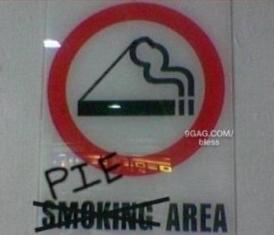 9GAG.COM/
bless
PIE
SMOKING AREA